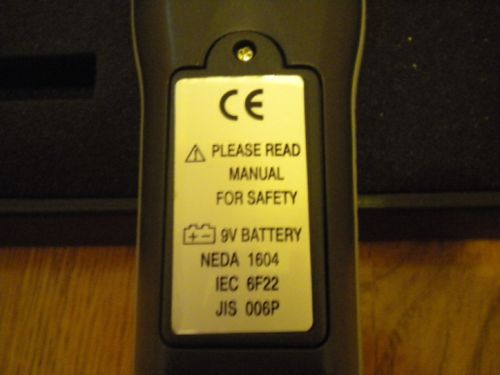 CE
PLEASE READ
MANUAL
FOR SAFETY
9V BATTERY
NEDA 1604
IEC 6F22
JIS 006P